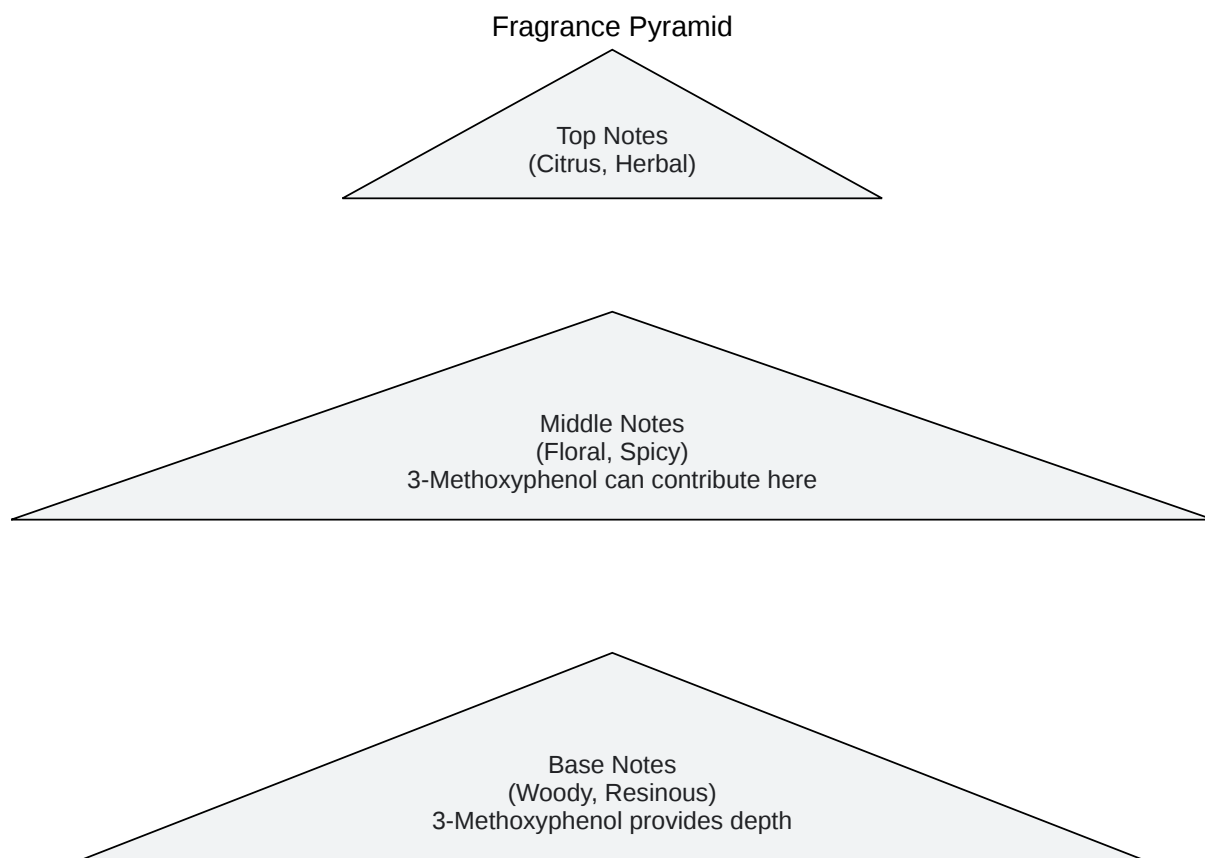 Fragrance Pyramid
Top Notes
(Citrus, Herbal)
Middle Notes
(Floral, Spicy)
3-Methoxyphenol can contribute here
Base Notes
(Woody, Resinous)
3-Methoxyphenol provides depth